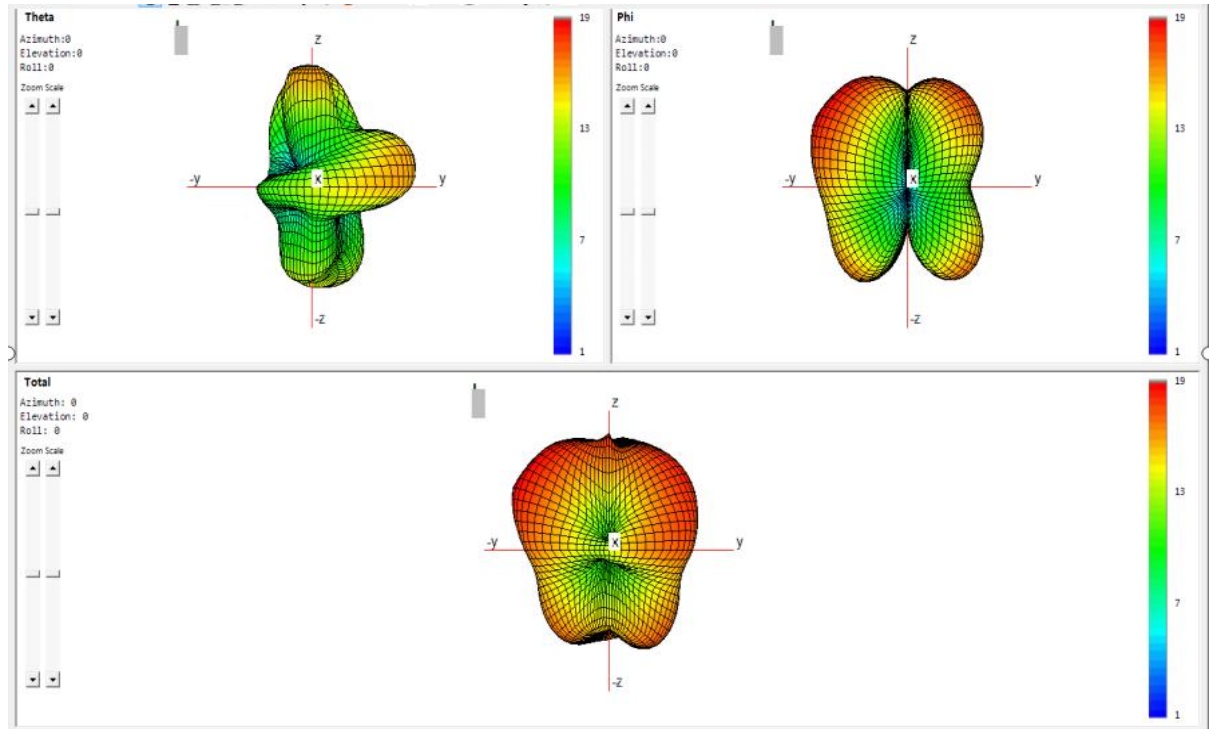 Theta
Azimuth:0
Elevation:0
Roll:0
Zoom Scale
z
-y
x
y
-z
19
13
7
1
Phi
Azimuth:0
Elevation:0
Roll:0
Zoom Scale
z
-y
x
y
-z
19
13
7
1
Total
Azimuth: 0
Elevation: 0
Roll: 0
Zoom Scale
z
-y
x
y
-z
19
13
7
1